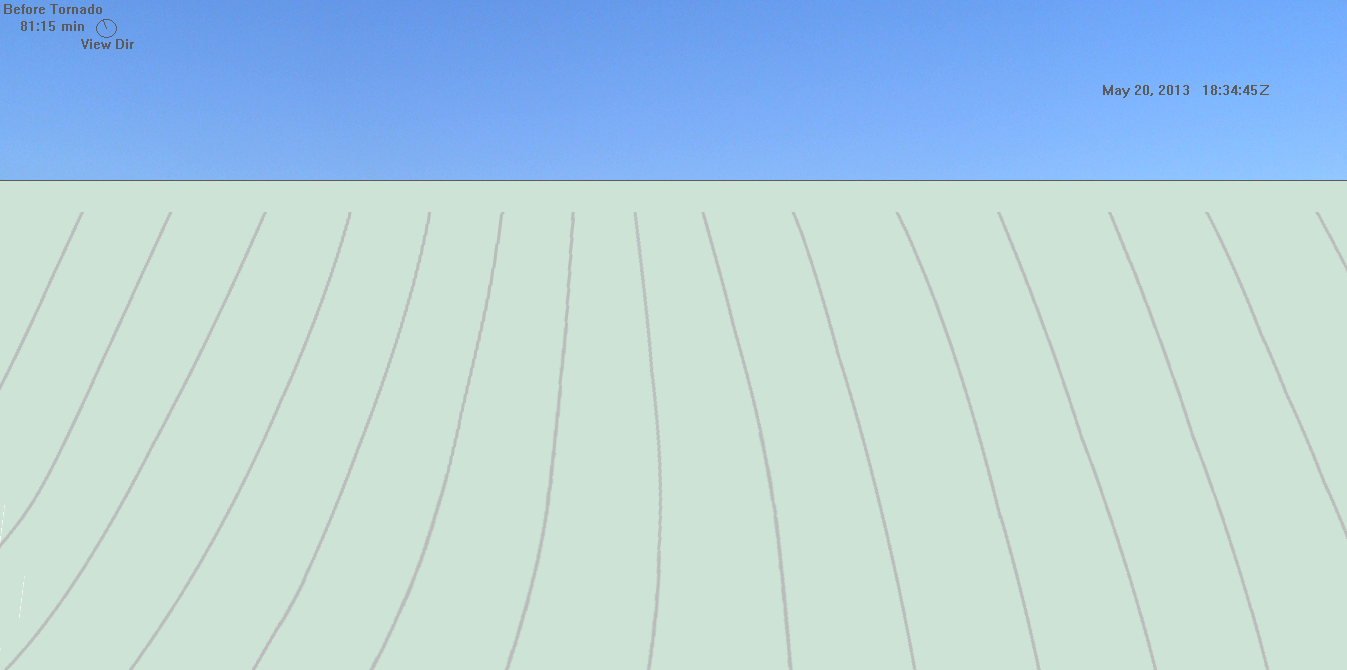 Before Tornado
81:15 min
View Dir
May 20, 2013 18:34:45Z